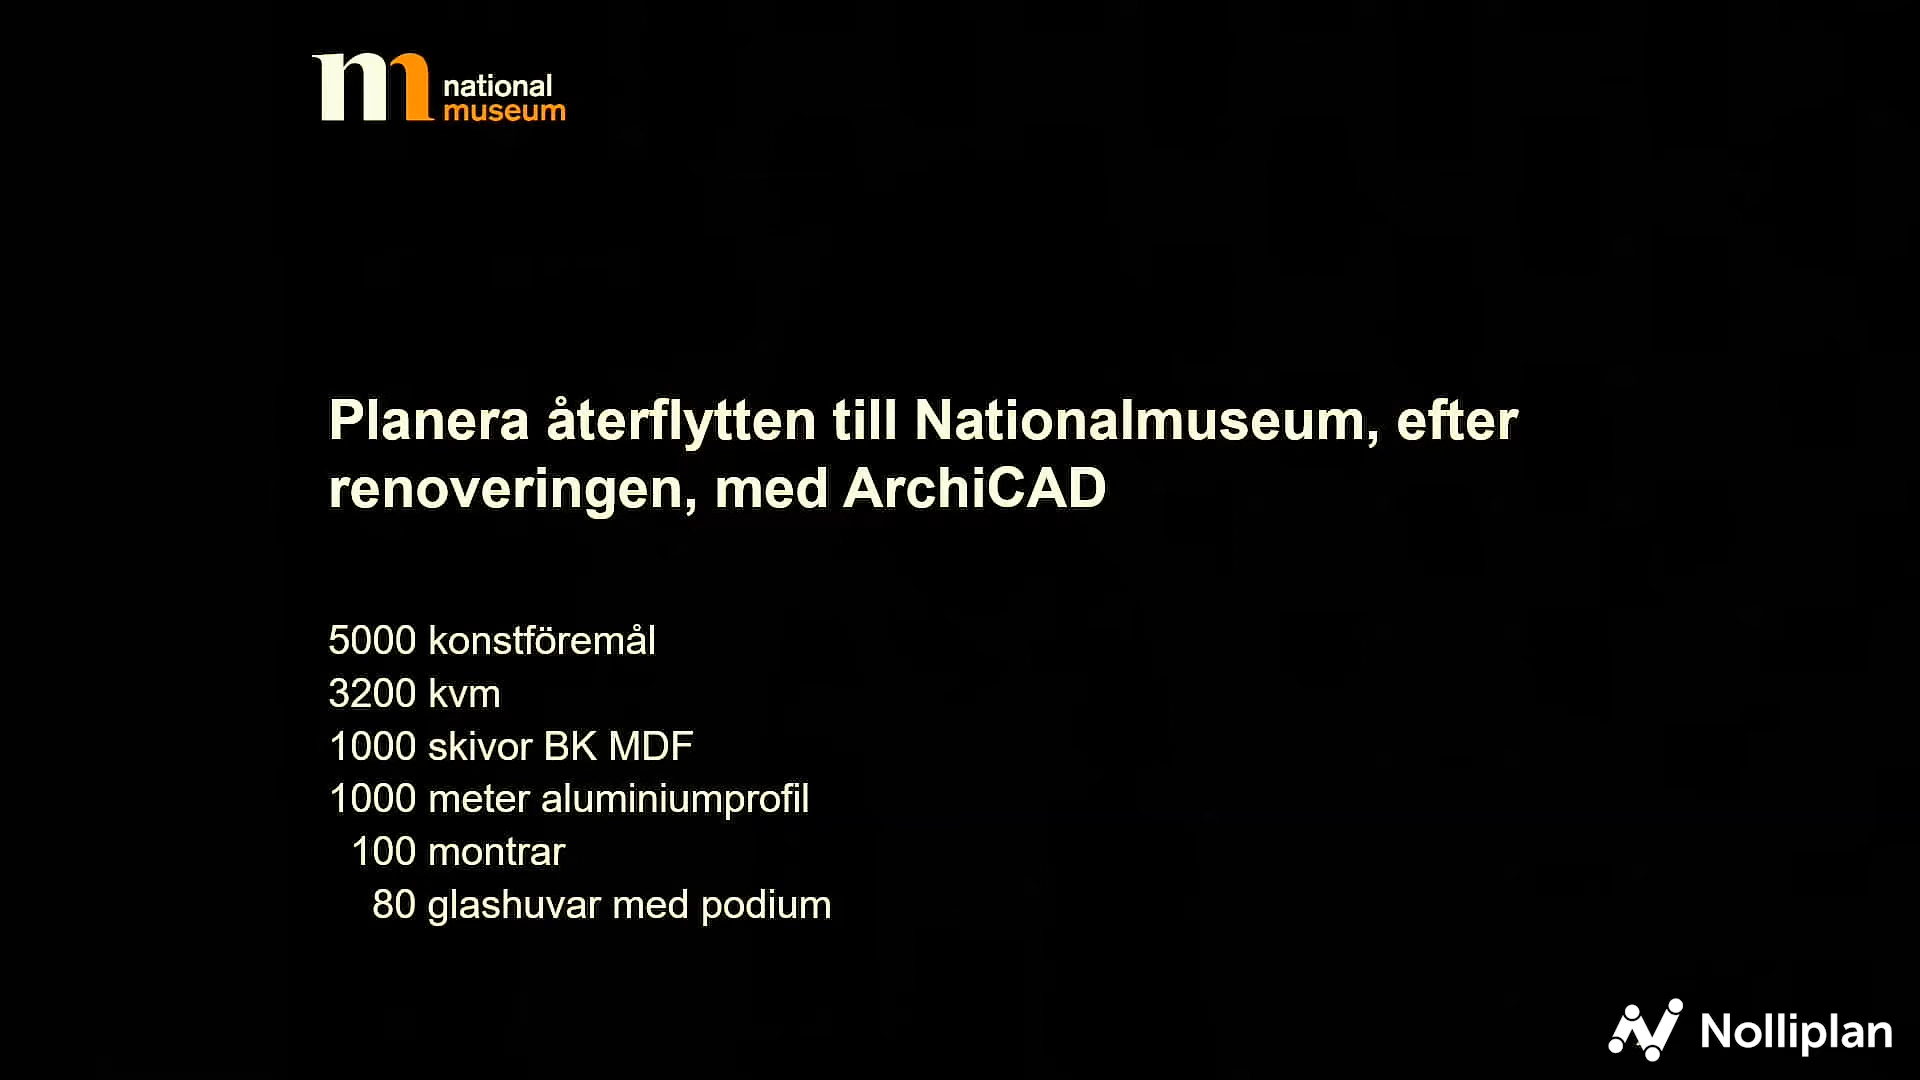 national
museum
Planera återflytten till Nationalmuseum, efter
renoveringen, med ArchiCAD
5000 konstföremål
3200 kvm
1000 skivor BK MDF
1000 meter aluminiumprofil
100 montrar
80 glashuvar med podium
Nolliplan